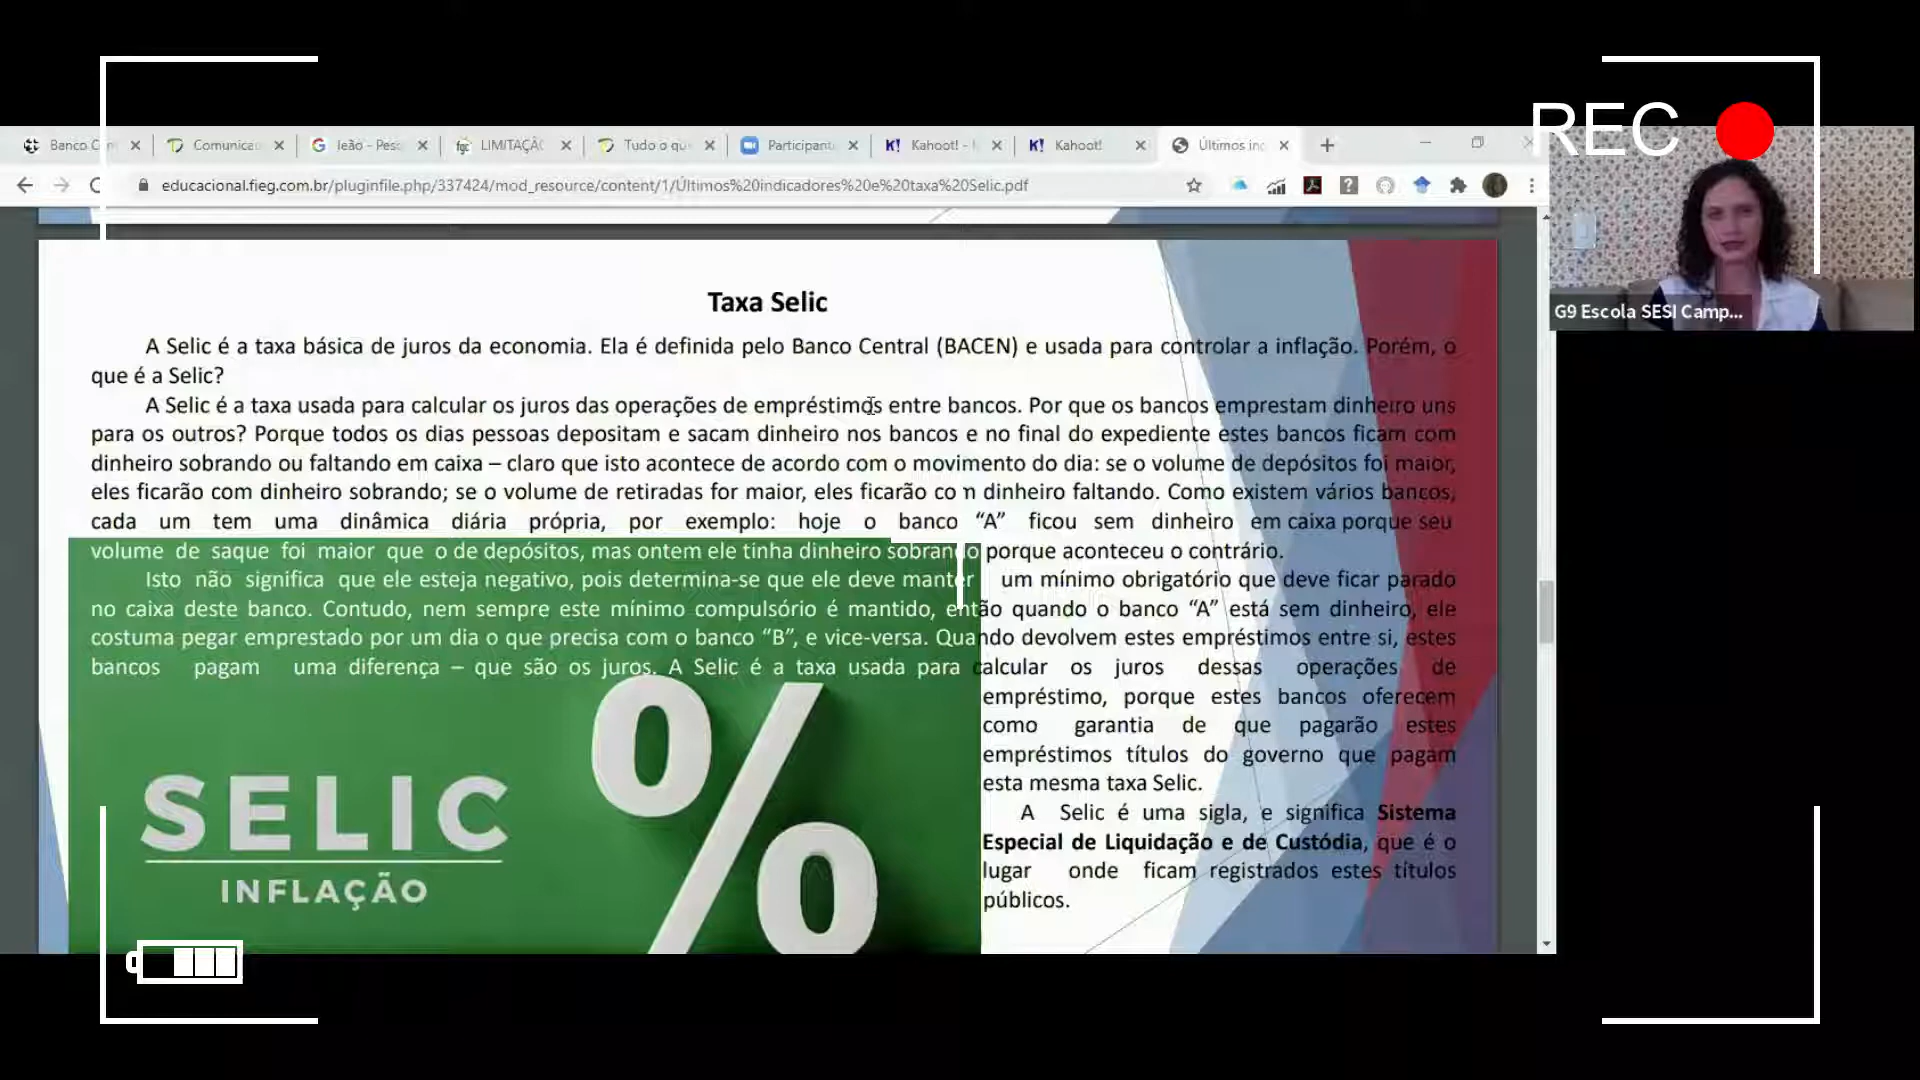 REC
Banco C
Comunica
leão - Pes
LIMITAÇÃ
Tudo o qu
Participant
Kahoot! -
Kahoot!
Últimos in
educacional.fieg.com.br/pluginfile.php/337424/mod_resource/content/1/Últimos%20indicadores%20e%20taxa%20Selic.pdf
G9 Escola SESI Camp...
Taxa Selic
A Selic é a taxa básica de juros da economia. Ela é definida pelo Banco Central (BACEN) e usada para controlar a inflação. Porém, o
que é a Selic?
A Selic é a taxa usada para calcular os juros das operações de empréstimos entre bancos. Por que os bancos emprestam dinheiro uns
para os outros? Porque todos os dias pessoas depositam e sacam dinheiro nos bancos e no final do expediente estes bancos ficam com
dinheiro sobrando ou faltando em caixa – claro que isto acontece de acordo com o movimento do dia: se o volume de depósitos foi maior,
eles ficarão com dinheiro sobrando; se o volume de retiradas for maior, eles ficarão com dinheiro faltando. Como existem vários bancos,
cada um tem uma dinâmica diária própria, por exemplo: hoje o banco “A” ficou sem dinheiro em caixa porque seu
volume de saque foi maior que o de depósitos, mas ontem ele tinha dinheiro sobrando porque aconteceu o contrário.
Isto não significa que ele esteja negativo, pois determina-se que ele deve manter um mínimo obrigatório que deve ficar parado
no caixa deste banco. Contudo, nem sempre este mínimo compulsório é mantido, então quando o banco “A” está sem dinheiro, ele
costuma pegar emprestado por um dia o que precisa com o banco “B”, e vice-versa. Quando devolvem estes empréstimos entre si, estes
bancos pagam uma diferença – que são os juros. A Selic é a taxa usada para calcular os juros dessas operações de
empréstimo, porque estes bancos oferecem
como garantia de que pagarão estes
empréstimos títulos do governo que pagam
esta mesma taxa Selic.
A Selic é uma sigla, e significa Sistema
Especial de Liquidação e de Custódia, que é o
lugar onde ficam registrados estes títulos
públicos.
SELIC
INFLAÇÃO
%